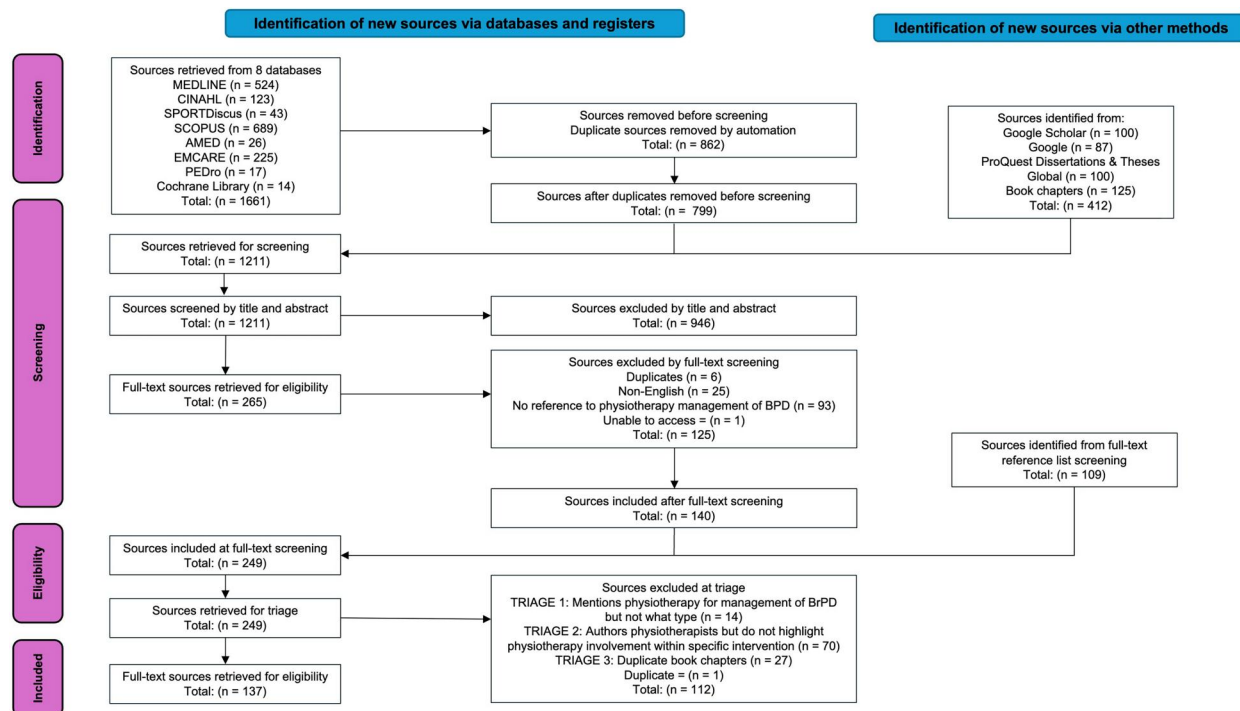 Identification of new sources via databases and registers
Identification of new sources via other methods
Identification
Sources retrieved from 8 databases
MEDLINE (n = 524)
CINAHL (n = 123)
SPORTDiscus (n = 43)
SCOPUS (n = 689)
AMED (n = 26)
EMCARE (n = 225)
PEDro (n = 17)
Cochrane Library (n = 14)
Total: (n = 1661)
Sources removed before screening
Duplicate sources removed by automation
Total: (n = 862)
Sources identified from:
Google Scholar (n = 100)
Google (n = 87)
ProQuest Dissertations & Theses
Global (n = 100)
Book chapters (n = 125)
Total: (n = 412)
Sources after duplicates removed before screening
Total: (n =  799)
Screening
Sources retrieved for screening
Total: (n = 1211)
Sources screened by title and abstract
Total: (n = 1211)
Sources excluded by title and abstract
Total: (n = 946)
Full-text sources retrieved for eligibility
Total: (n = 265)
Sources excluded by full-text screening
Duplicates (n = 6)
Non-English (n = 25)
No reference to physiotherapy management of BPD (n = 93)
Unable to access = (n = 1)
Total: (n = 125)
Sources identified from full-text
reference list screening
Total: (n = 109)
Sources included after full-text screening
Total: (n = 140)
Eligibility
Sources included at full-text screening
Total: (n = 249)
Sources retrieved for triage
Total: (n = 249)
Sources excluded at triage
TRIAGE 1: Mentions physiotherapy for management of BrPD
but not what type (n = 14)
TRIAGE 2: Authors physiotherapists but do not highlight
physiotherapy involvement within specific intervention (n = 70)
TRIAGE 3: Duplicate book chapters (n = 27)
Duplicate = (n = 1)
Total: (n = 112)
Included
Full-text sources retrieved for eligibility
Total: (n = 137)